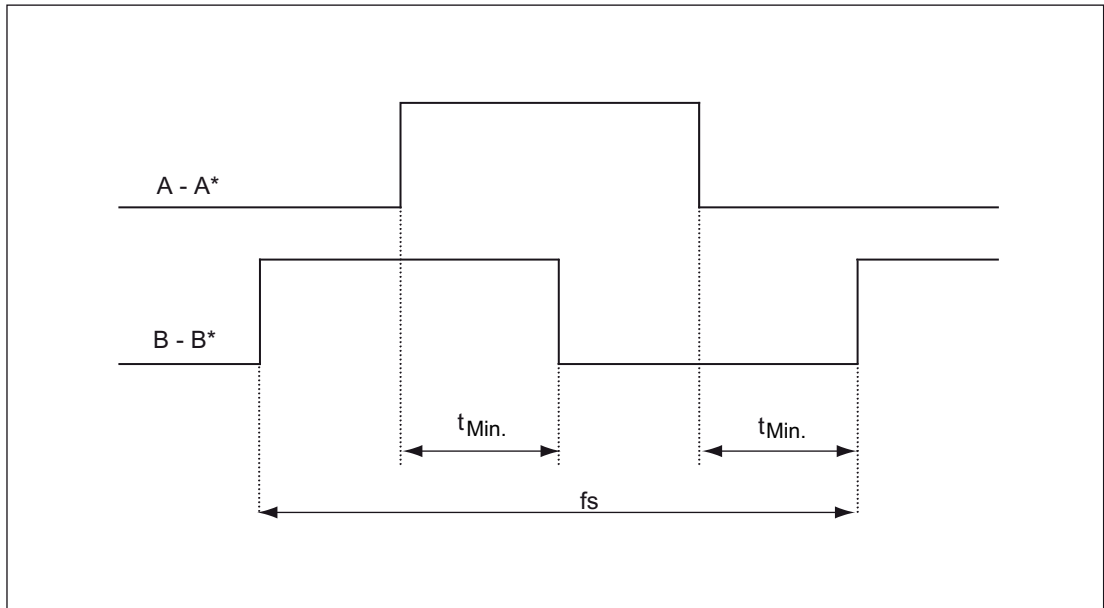 A - A*
B - B*
tMin.
tMin.
fs